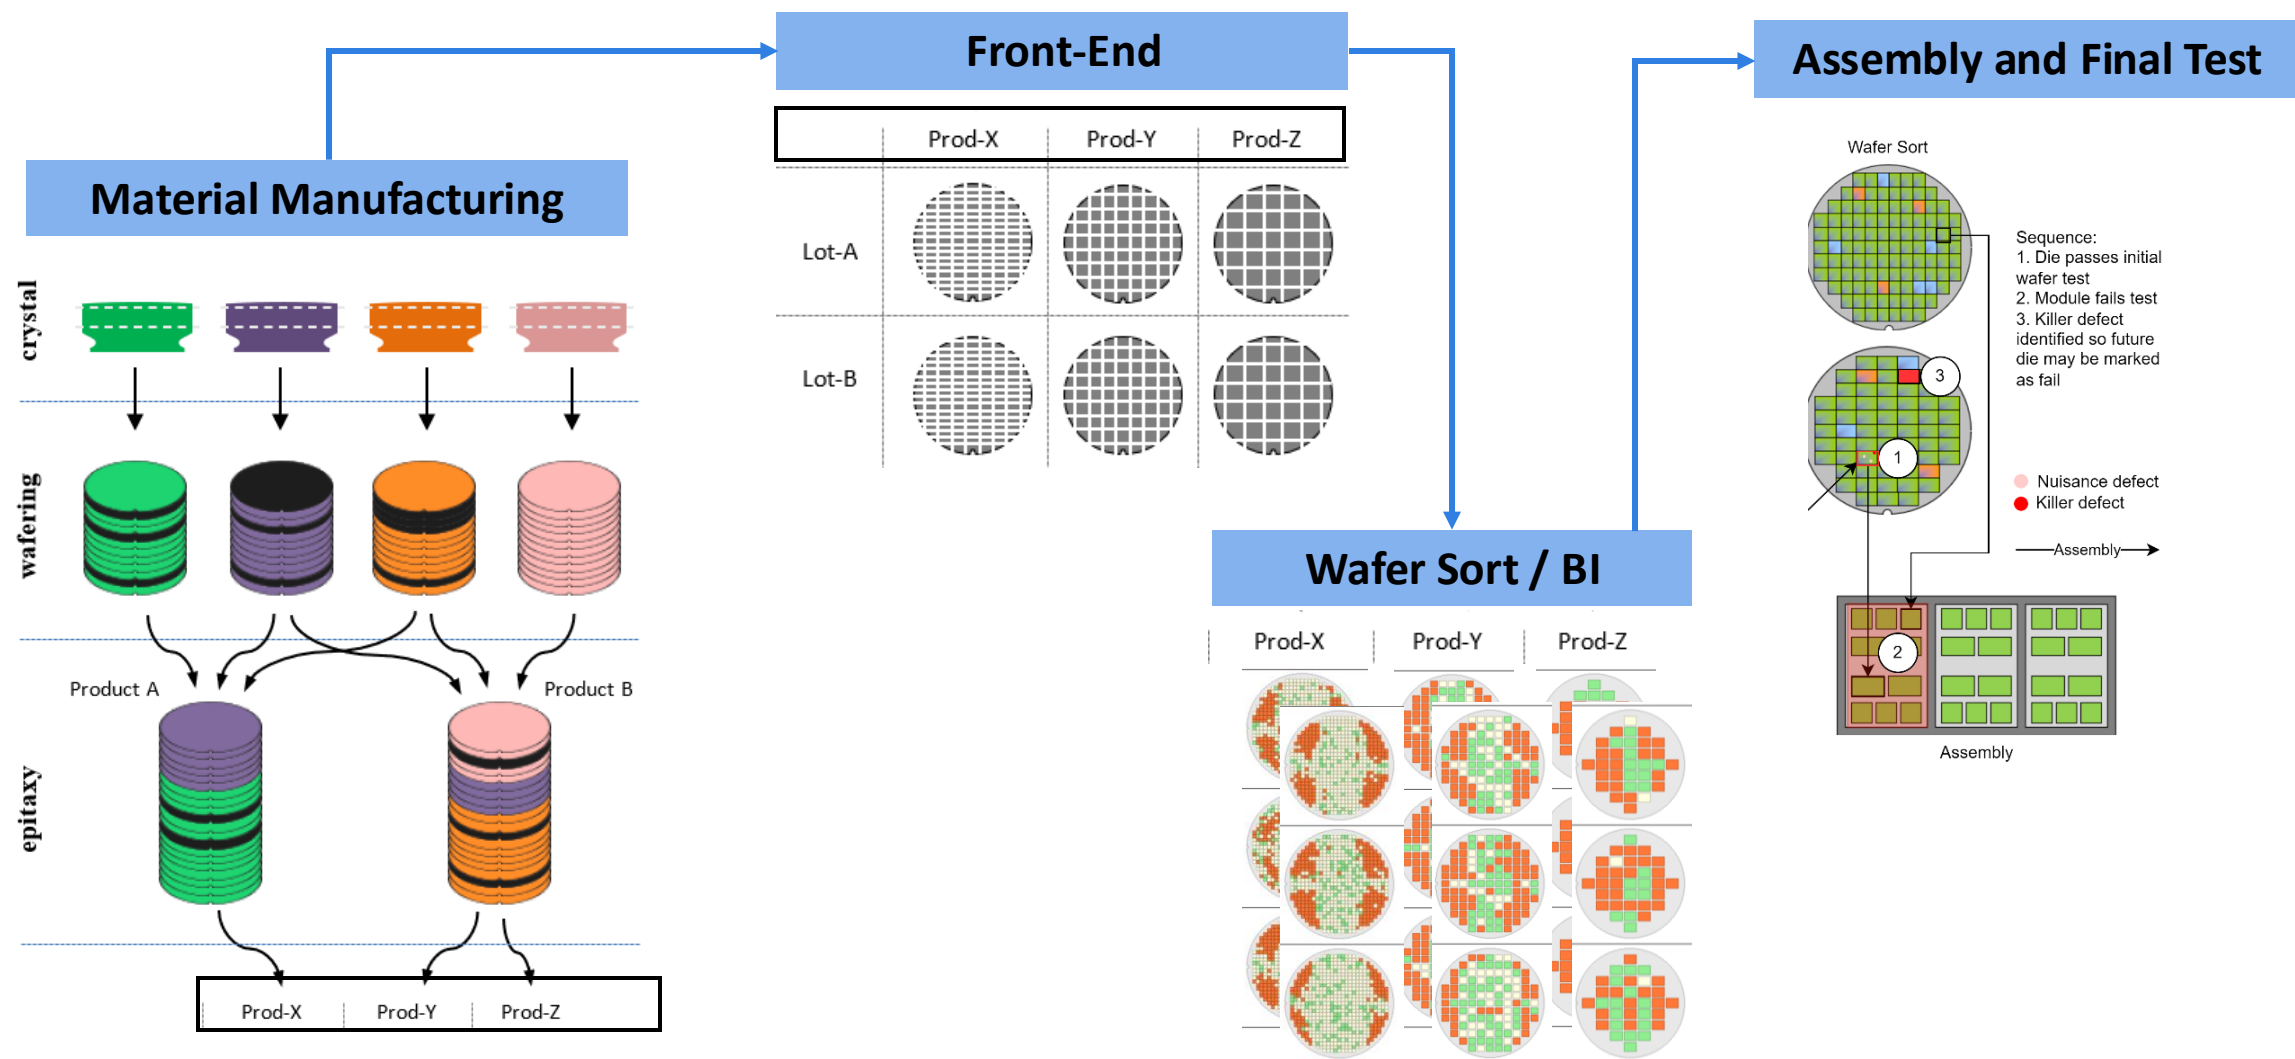 Material Manufacturing
crystal
wafering
Product A
Product B
epitaxy
Prod-X
Prod-Y
Prod-Z
Front-End
Prod-X
Prod-Y
Prod-Z
Lot-A
Lot-B
Wafer Sort / BI
Prod-X
Prod-Y
Prod-Z
Assembly and Final Test
Wafer Sort
Sequence:
1. Die passes initial
wafer test
2. Module fails test
3. Killer defect
identified so future
die may be marked
as fail
3
1
Nuisance defect
Killer defect
Assembly
2
Assembly